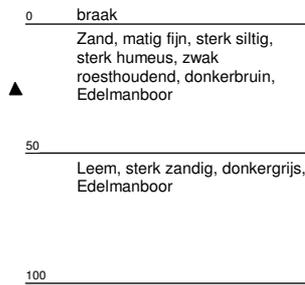 0 braak
Zand, matig fijn, sterk siltig,
sterk humeus, zwak
roesthoudend, donkerbruin,
Edelmanboor
50
Leem, sterk zandig, donkergrijs,
Edelmanboor
100